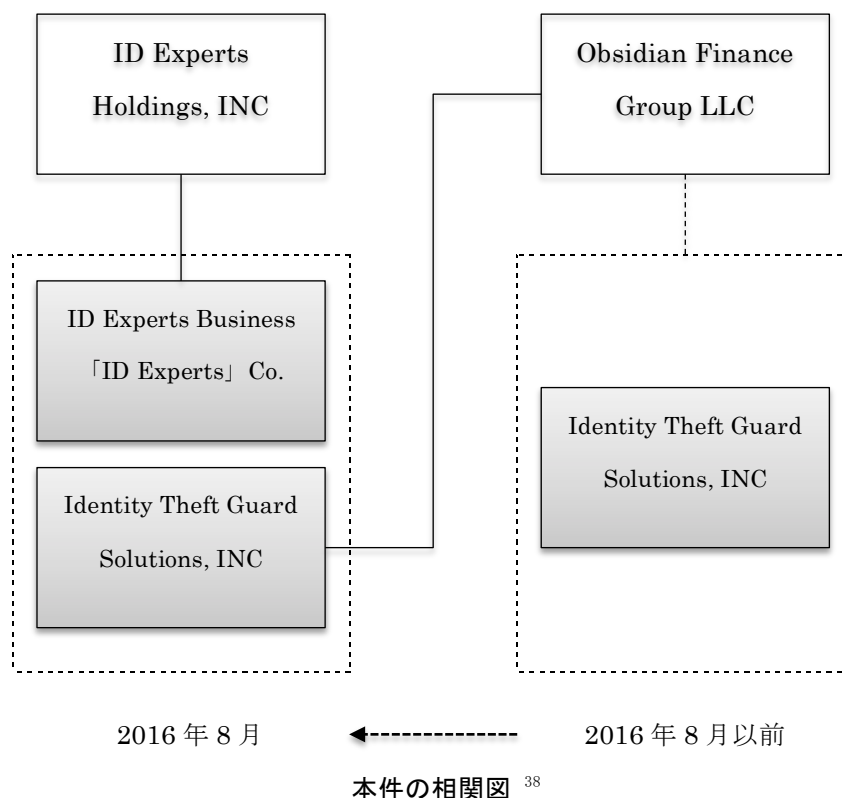 ID Experts
Holdings, INC
Obsidian Finance
Group LLC
ID Experts Business
「ID Experts」Co.
Identity Theft Guard
Solutions, INC
Identity Theft Guard
Solutions, INC
2016 年 8 月
2016 年 8 月以前
本件の相関図 38